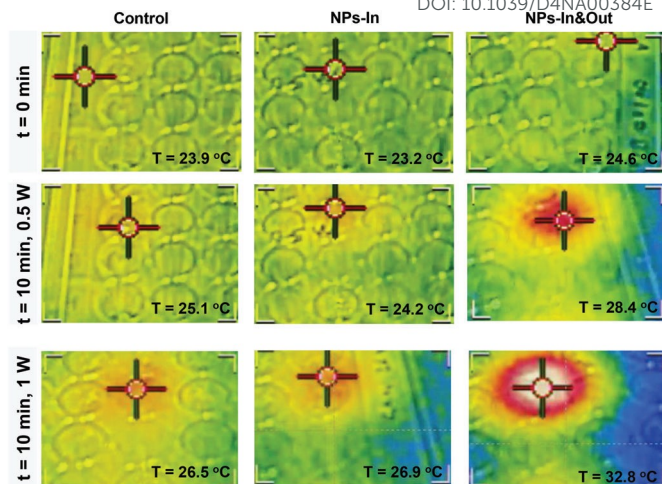 DOI: 10.1039/D4NA00384E
Control NPs-In NPs-In&Out
t = 0 min
T = 23.9 °C T = 23.2 °C T = 24.6 °C
t = 10 min, 0.5 W
T = 25.1 °C T = 24.2 °C T = 28.4 °C
t = 10 min, 1 W
T = 26.5 °C T = 26.9 °C T = 32.8 °C